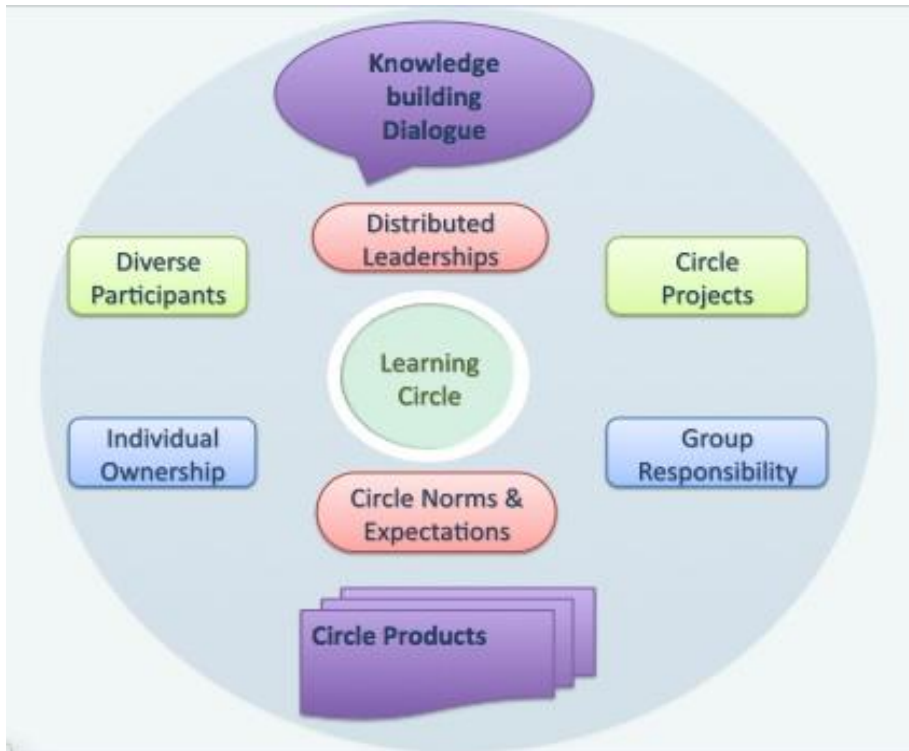 Knowledge
building
Dialogue
Distributed
Leaderships
Diverse
Participants
Circle
Projects
Learning
Circle
Individual
Ownership
Group
Responsibility
Circle Norms &
Expectations
Circle Products